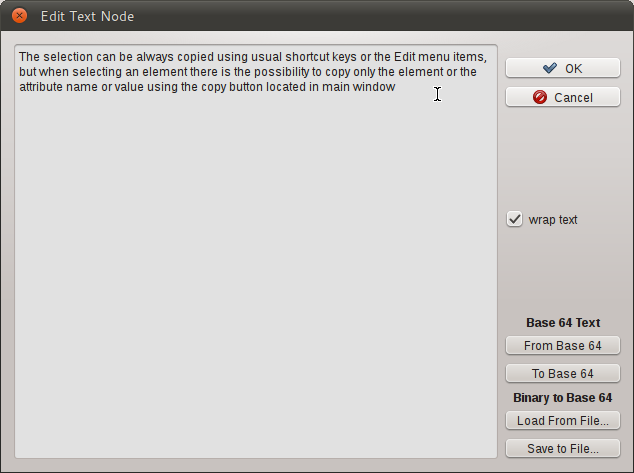 Edit Text Node
The selection can be always copied using usual shortcut keys or the Edit menu items,
but when selecting an element there is the possibility to copy only the element or the
attribute name or value using the copy button located in main window
OK
Cancel
wrap text
Base 64 Text
From Base 64
To Base 64
Binary to Base 64
Load From File...
Save to File...